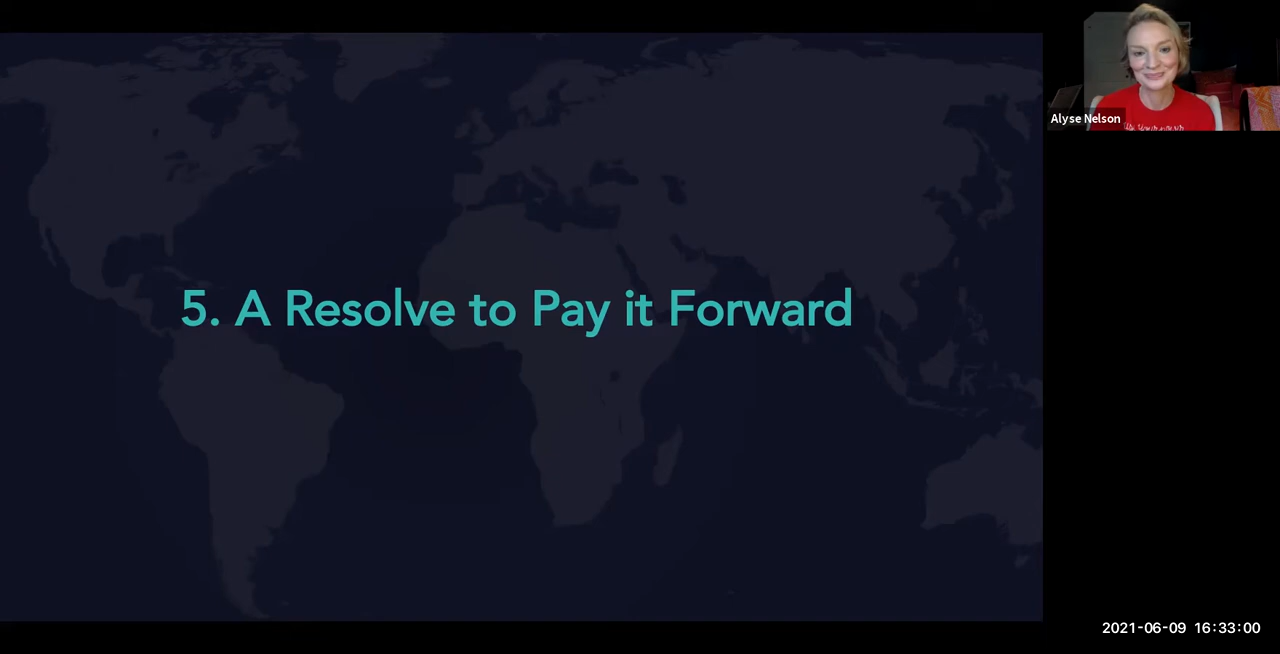 5. A Resolve to Pay it Forward
Alyse Nelson
2021-06-09 16:33:00